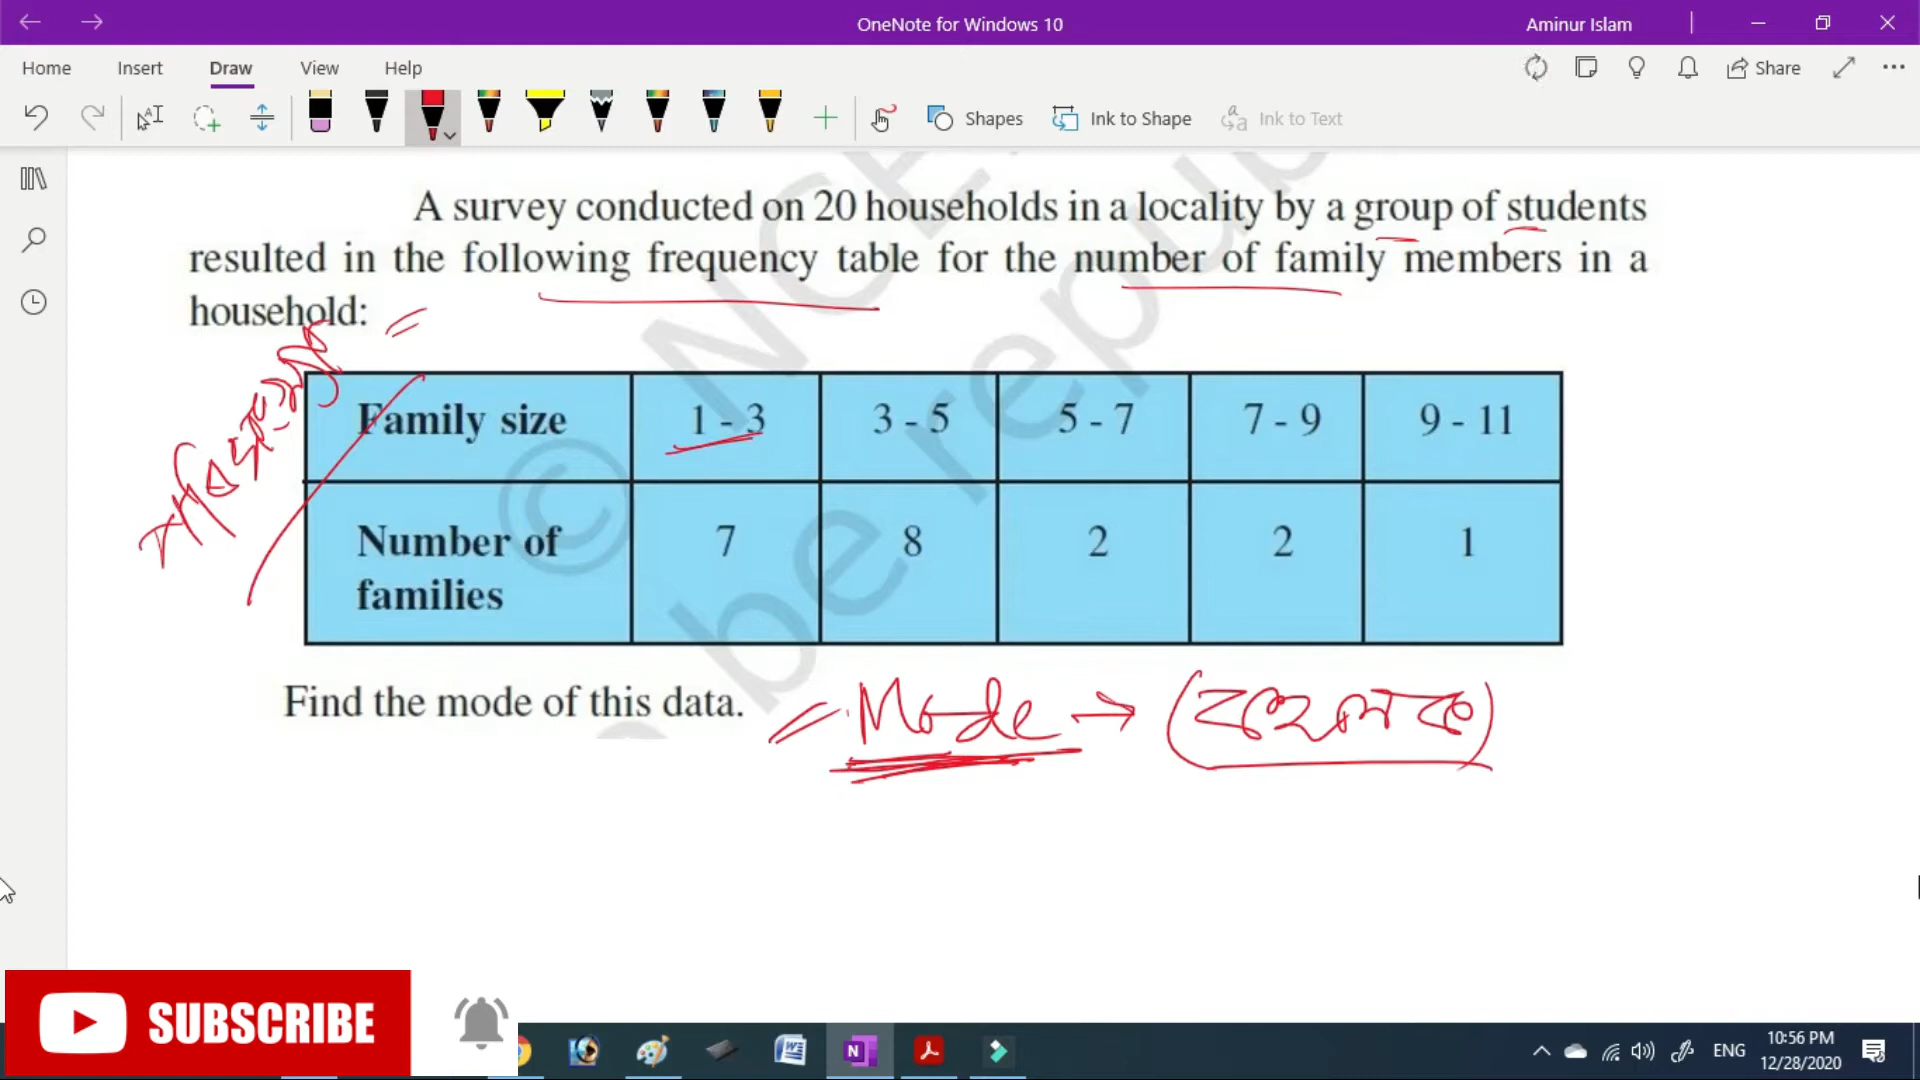 OneNote for Windows 10
Aminur Islam
Home Insert Draw View Help
Share
Shapes Ink to Shape Ink to Text
A survey conducted on 20 households in a locality by a group of students
resulted in the following frequency table for the number of family members in a
household:
Family size 1 - 3 3 - 5 5 - 7 7 - 9 9 - 11
Number of 7 8 2 2 1
families
Find the mode of this data. = Mode → (বহুলক)
SUBSCRIBE
ENG
10:56 PM
12/28/2020